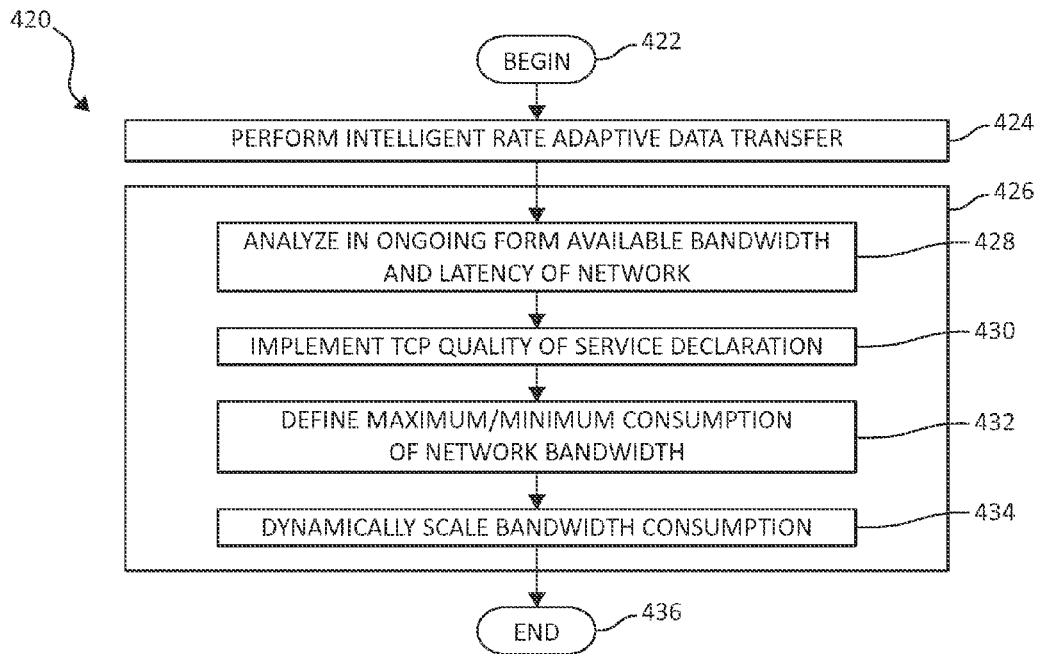 420
BEGIN
422
PERFORM INTELLIGENT RATE ADAPTIVE DATA TRANSFER
424
426
ANALYZE IN ONGOING FORM AVAILABLE BANDWIDTH
AND LATENCY OF NETWORK
428
IMPLEMENT TCP QUALITY OF SERVICE DECLARATION
430
DEFINE MAXIMUM/MINIMUM CONSUMPTION
OF NETWORK BANDWIDTH
432
DYNAMICALLY SCALE BANDWIDTH CONSUMPTION
434
END
436